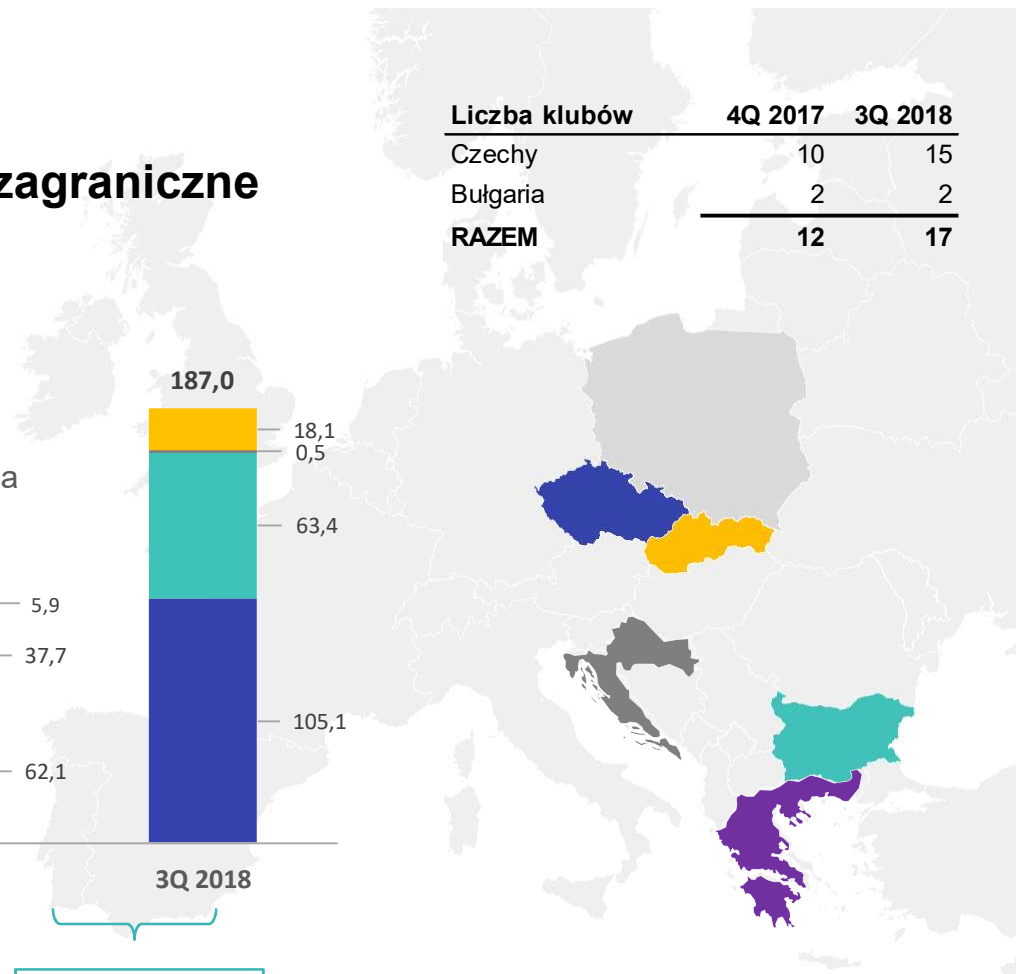 zagraniczne
Liczba klubów 4Q 2017 3Q 2018
Czechy 10 15
Bułgaria 2 2
RAZEM 12 17
187,0
18,1
0,5
a
63,4
5,9
37,7
105,1
62,1
3Q 2018